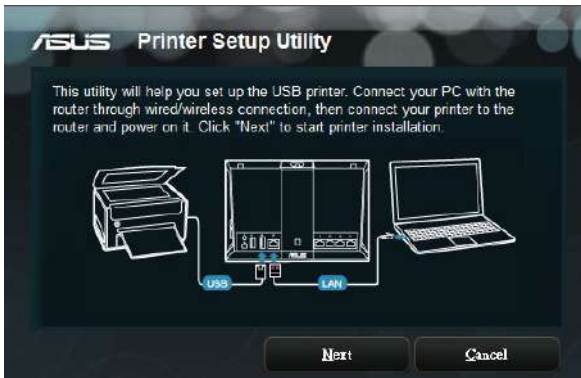 ASUS Printer Setup Utility
This utility will help you set up the USB printer. Connect your PC with the
router through wired/wireless connection, then connect your printer to the
router and power on it. Click "Next" to start printer installation.
ASUS
USB
LAN
Next
Cancel